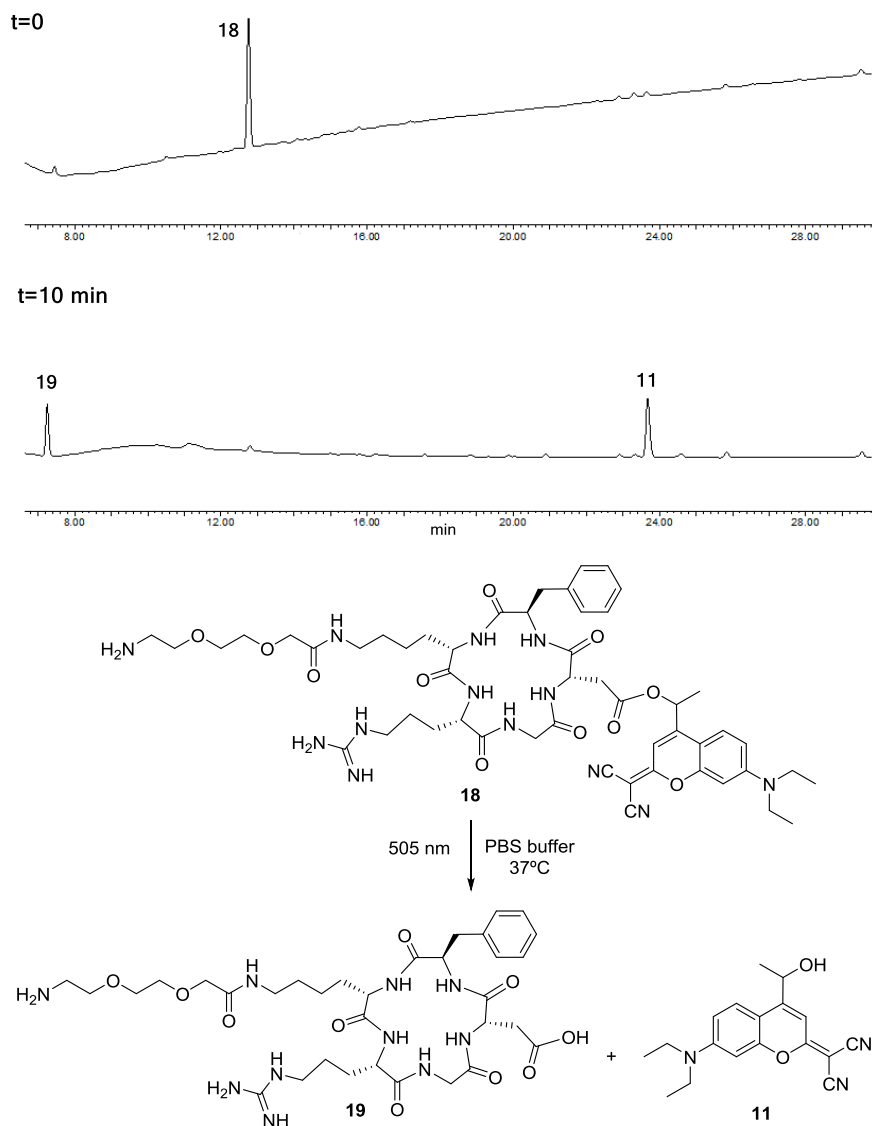 t=0
18
8.00 12.00 16.00 20.00 24.00 28.00
t=10 min
19 11
8.00 12.00 16.00 20.00 24.00 28.00
min
H2N O O O H N O O NH HN O O NH HN O O H2N H N NH O H N O O O NC CN O N
18
505 nm PBS buffer
37ºC
H2N O O O H N O O NH HN O O NH HN OH O H2N H N NH O H N O
19
+
OH N O CN CN
11